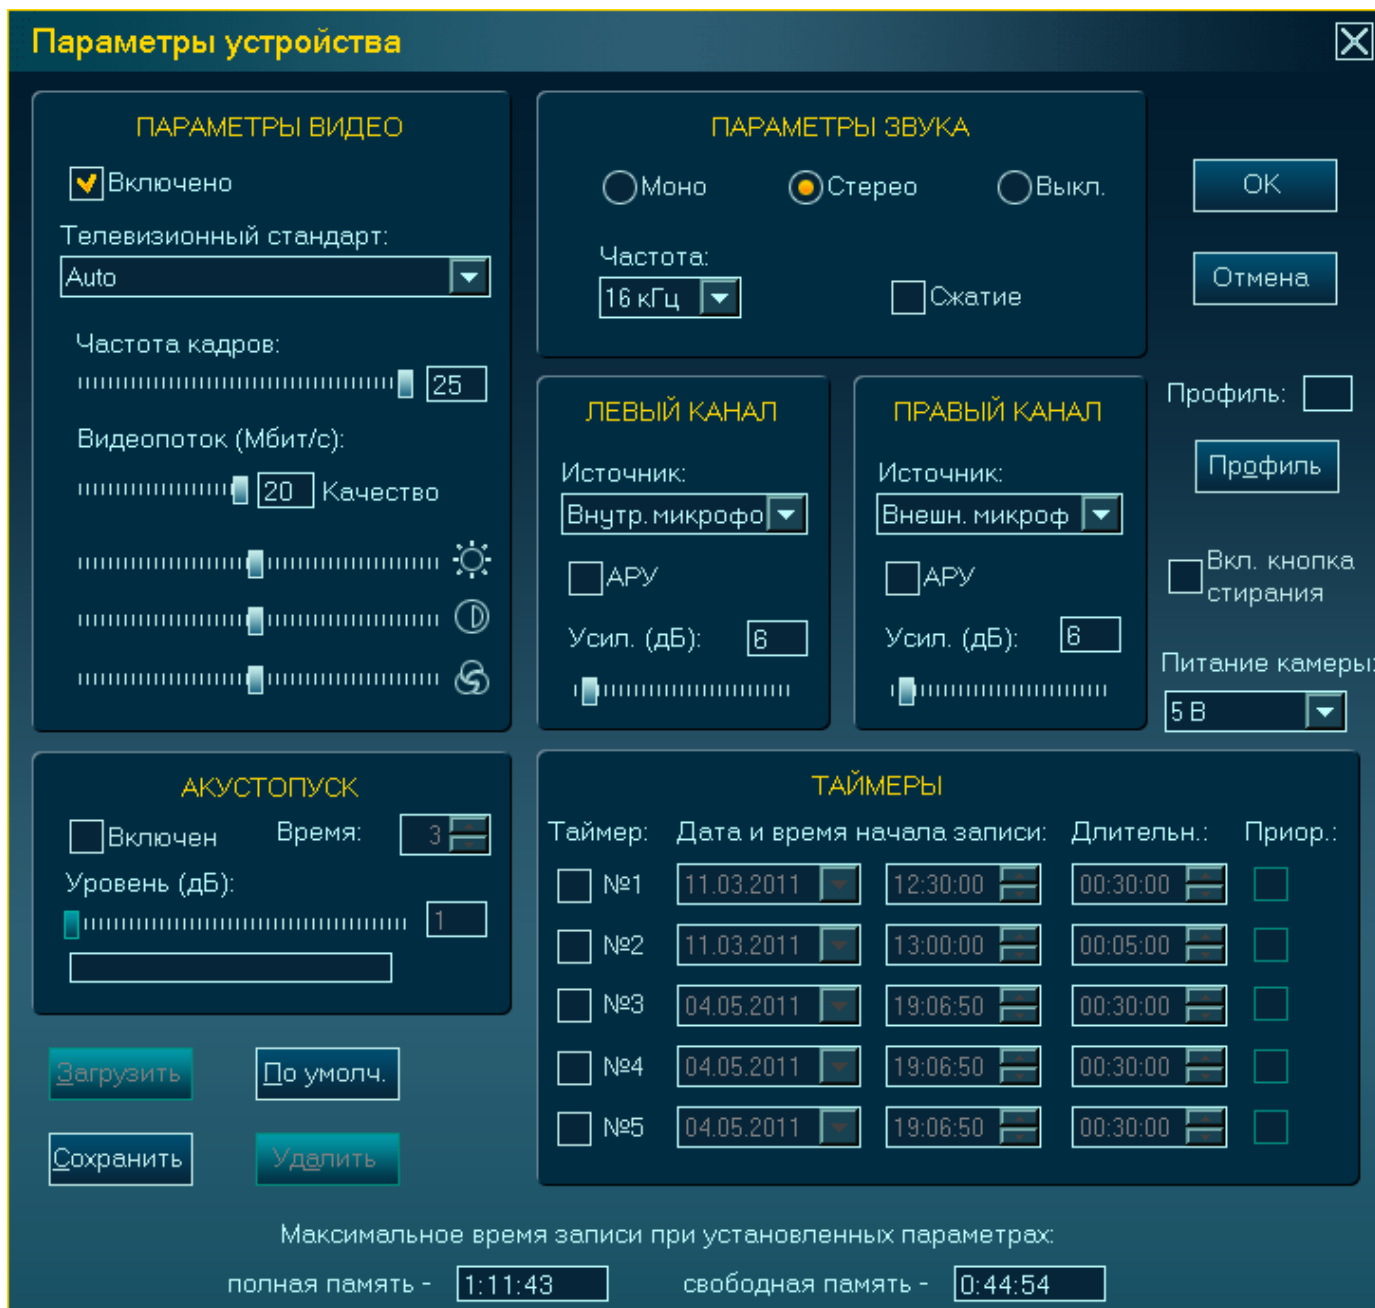 Параметры устройства
ПАРАМЕТРЫ ВИДЕО
Включено
Телевизионный стандарт:
Auto
Частота кадров:
25
Видеопоток (Мбит/с):
20 Качество
ПАРАМЕТРЫ ЗВУКА
Моно Стерео Выкл.
Частота:
16 кГц Сжатие
OK
Отмена
ЛЕВЫЙ КАНАЛ
Источник:
Внутр. микрофо
АРУ
Усил. (дБ): 6
ПРАВЫЙ КАНАЛ
Источник:
Внешн. микроф
АРУ
Усил. (дБ): 6
Профиль:
Профиль
Вкл. кнопка
стирания
Питание камеры:
5 В
АКУСТОПУСК
Включен Время: 3
Уровень (дБ):
1
ТАЙМЕРЫ
Таймер: Дата и время начала записи: Длительн.: Приор.:
№1 11.03.2011 12:30:00 00:30:00
№2 11.03.2011 13:00:00 00:05:00
№3 04.05.2011 19:06:50 00:30:00
№4 04.05.2011 19:06:50 00:30:00
№5 04.05.2011 19:06:50 00:30:00
Загрузить По умолч.
Сохранить Удалить
Максимальное время записи при установленных параметрах:
полная память - 1:11:43 свободная память - 0:44:54